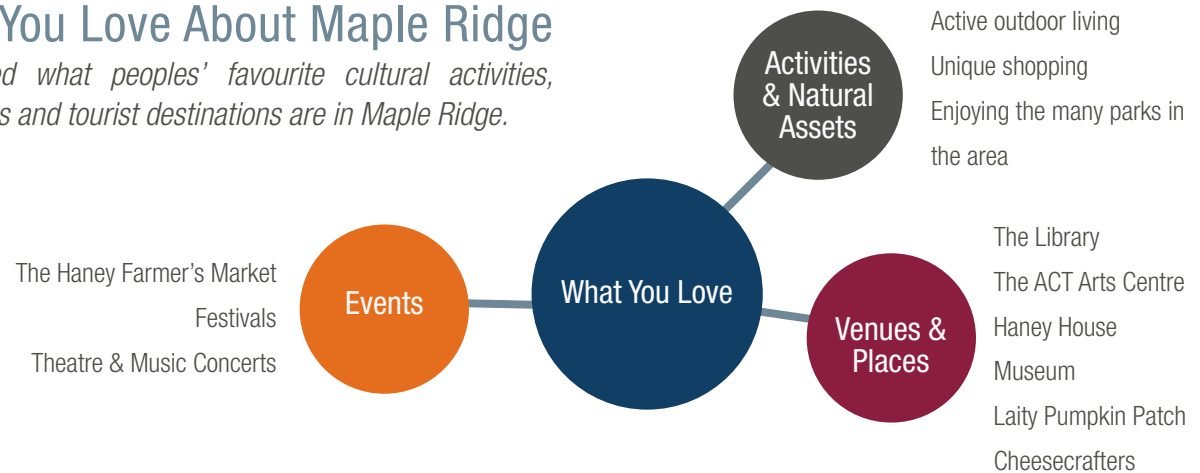 You Love About Maple Ridge
what peoples’ favourite cultural activities,
and tourist destinations are in Maple Ridge.
Activities
& Natural
Assets
Active outdoor living
Unique shopping
Enjoying the many parks in
the area
What You Love
Events
The Haney Farmer’s Market
Festivals
Theatre & Music Concerts
Venues &
Places
The Library
The ACT Arts Centre
Haney House
Museum
Laity Pumpkin Patch
Cheesecrafters